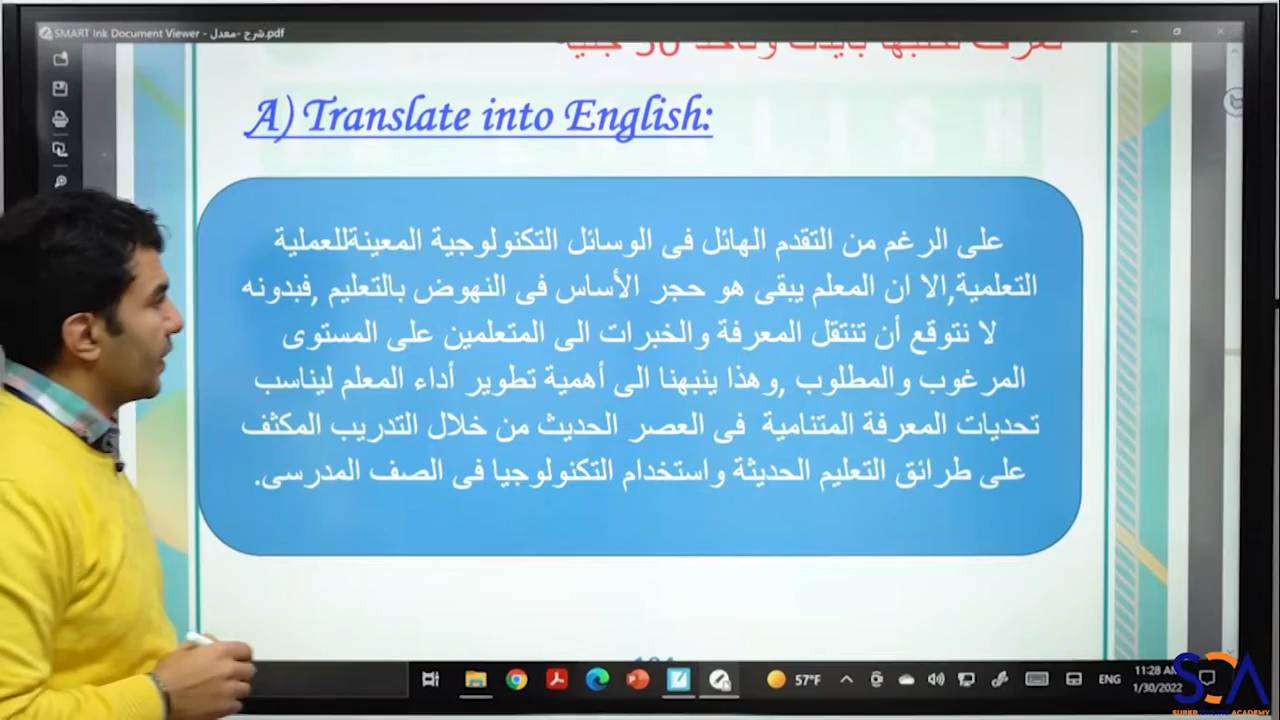 SMART Ink Document Viewer - شرح -معدل.pdf
A) Translate into English:
على الرغم من التقدم الهائل فى الوسائل التكنولوجية المعينةللعملية
التعلمية,الا ان المعلم يبقى هو حجر الأساس فى النهوض بالتعليم ,فبدونه
لا نتوقع أن تنتقل المعرفة والخبرات الى المتعلمين على المستوى
المرغوب والمطلوب ,وهذا ينبهنا الى أهمية تطوير أداء المعلم ليناسب
تحديات المعرفة المتنامية فى العصر الحديث من خلال التدريب المكثف
على طرائق التعليم الحديثة واستخدام التكنولوجيا فى الصف المدرسى.
57°F
ENG
11:28 AM
1/30/2022
SUPER ACADEMY